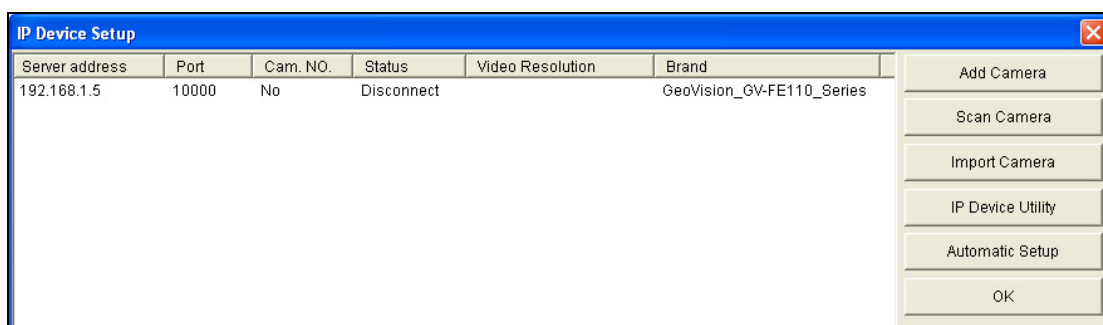 IP Device Setup
Server address Port Cam. NO. Status Video Resolution Brand
192.168.1.5 10000 No Disconnect GeoVision_GV-FE110_Series
Add Camera
Scan Camera
Import Camera
IP Device Utility
Automatic Setup
OK